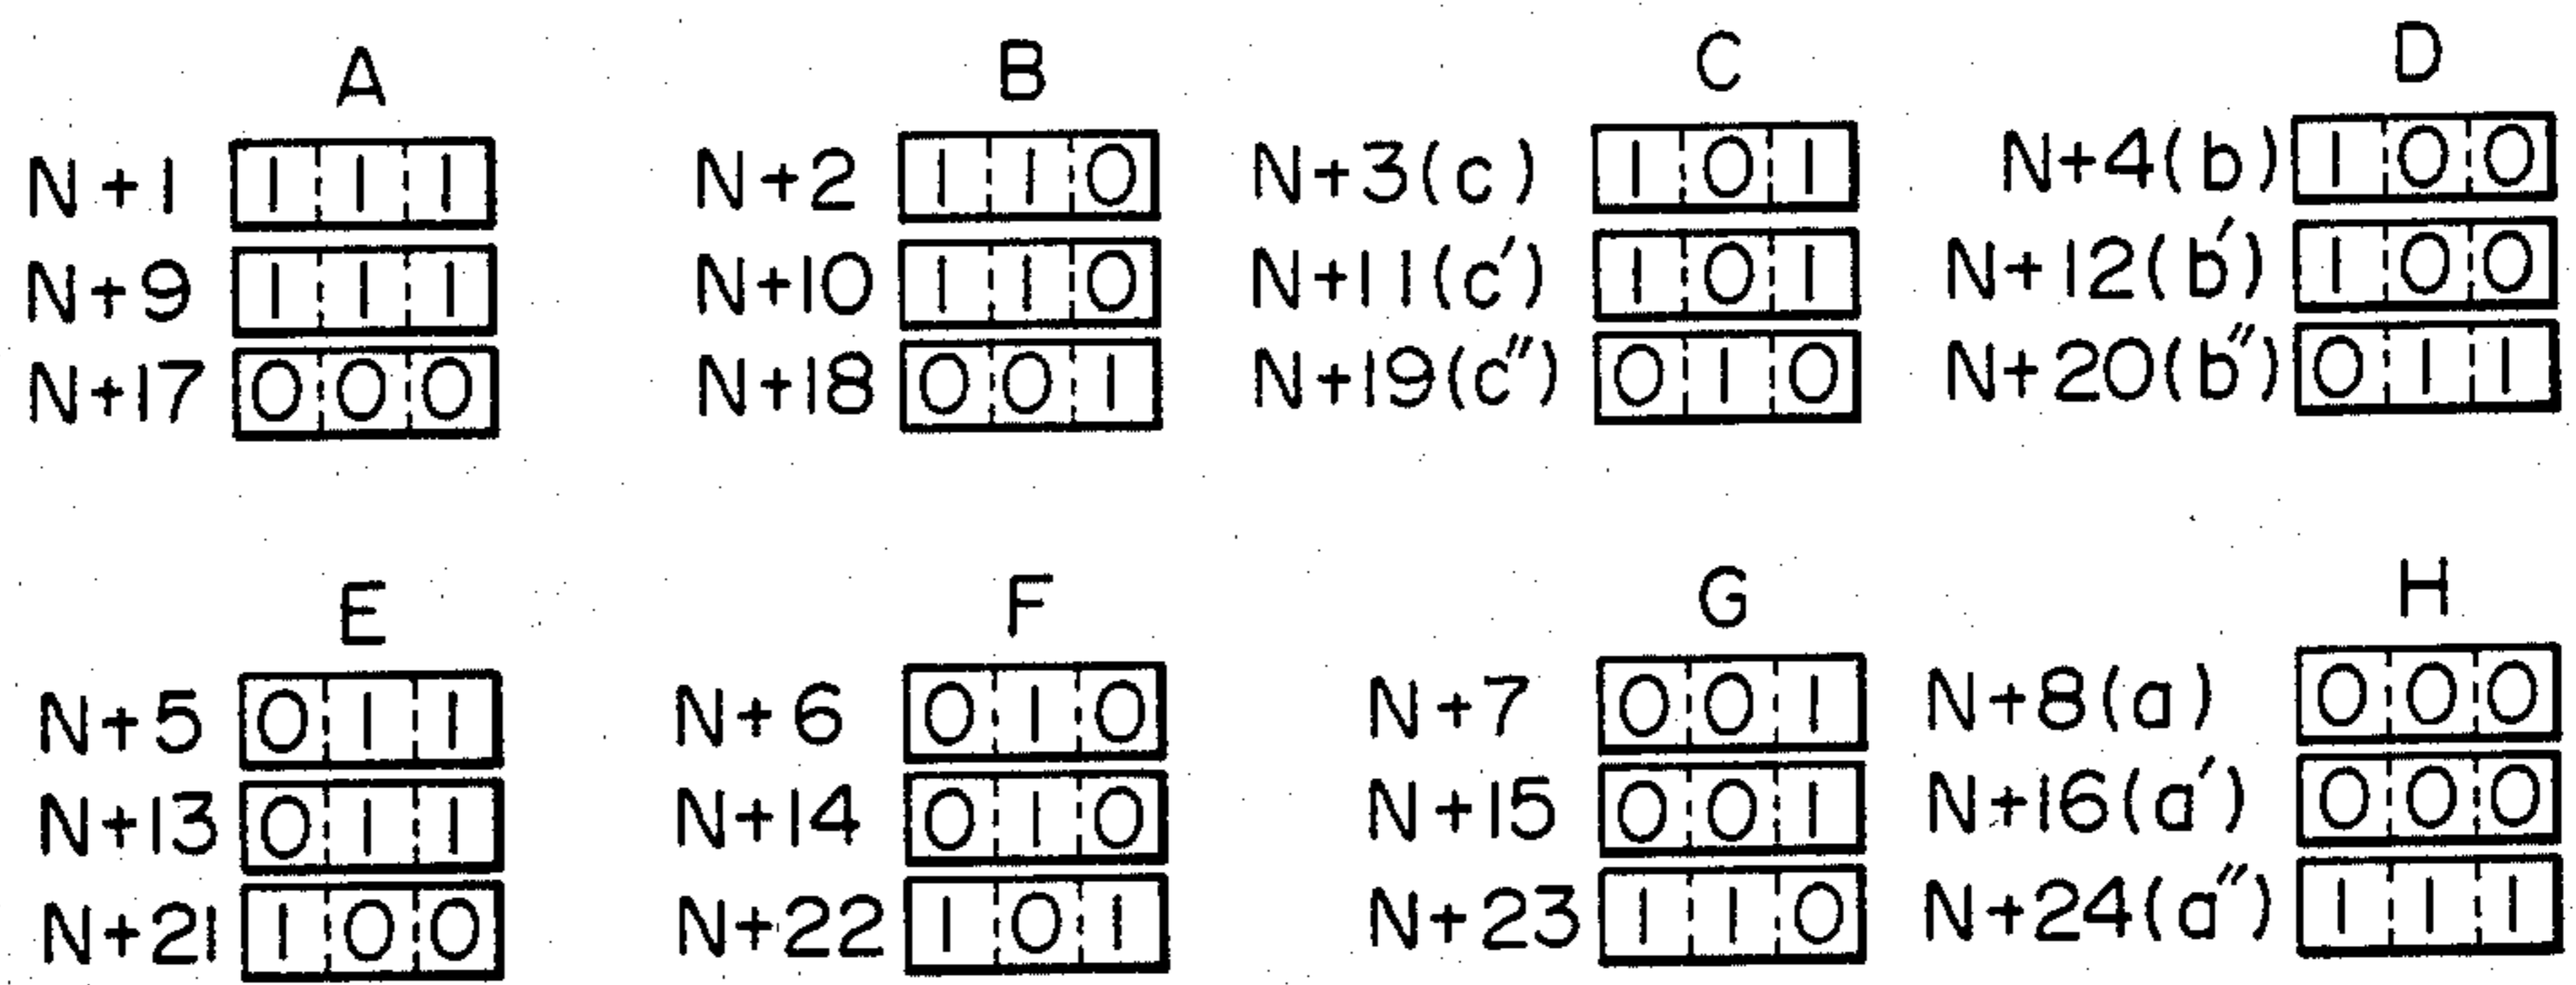 A B C D
N+1 1 1 1 N+2 1 1 0 N+3(c) 1 0 1 N+4(b) 1 0 0
N+9 1 1 1 N+10 1 1 0 N+11(c′) 1 0 1 N+12(b′) 1 0 0
N+17 0 0 0 N+18 0 0 1 N+19(c″) 0 1 0 N+20(b″) 0 1 1
E F G H
N+5 0 1 1 N+6 0 1 0 N+7 0 0 1 N+8(a) 0 0 0
N+13 0 1 1 N+14 0 1 0 N+15 0 0 1 N+16(a′) 0 0 0
N+21 1 0 0 N+22 1 0 1 N+23 1 1 0 N+24(a″) 1 1 1